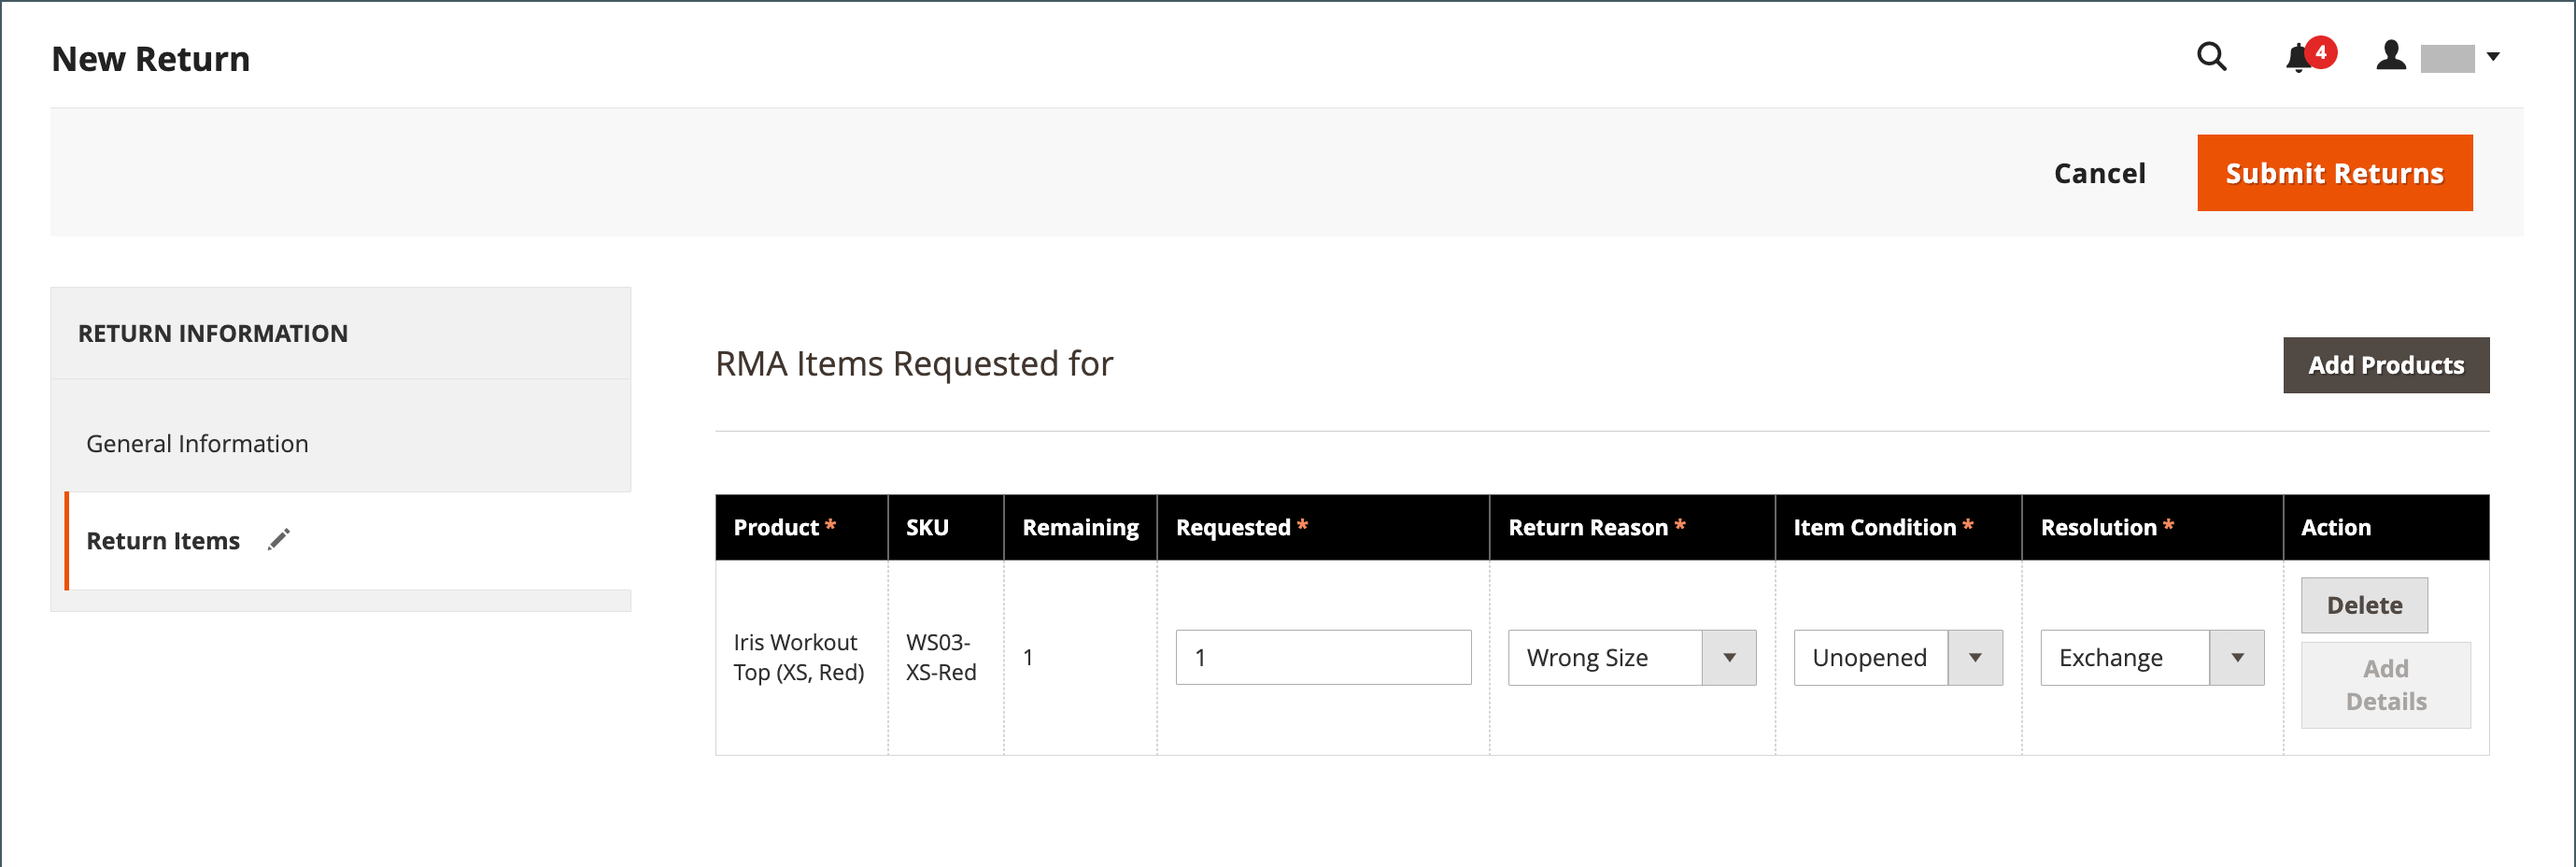 New Return
4
Cancel
Submit Returns
RETURN INFORMATION
General Information
Return Items
RMA Items Requested for
Add Products
Product * SKU Remaining Requested * Return Reason * Item Condition * Resolution * Action
Iris Workout
Top (XS, Red)
WS03-
XS-Red
1
1
Wrong Size
Unopened
Exchange
Delete
Add
Details